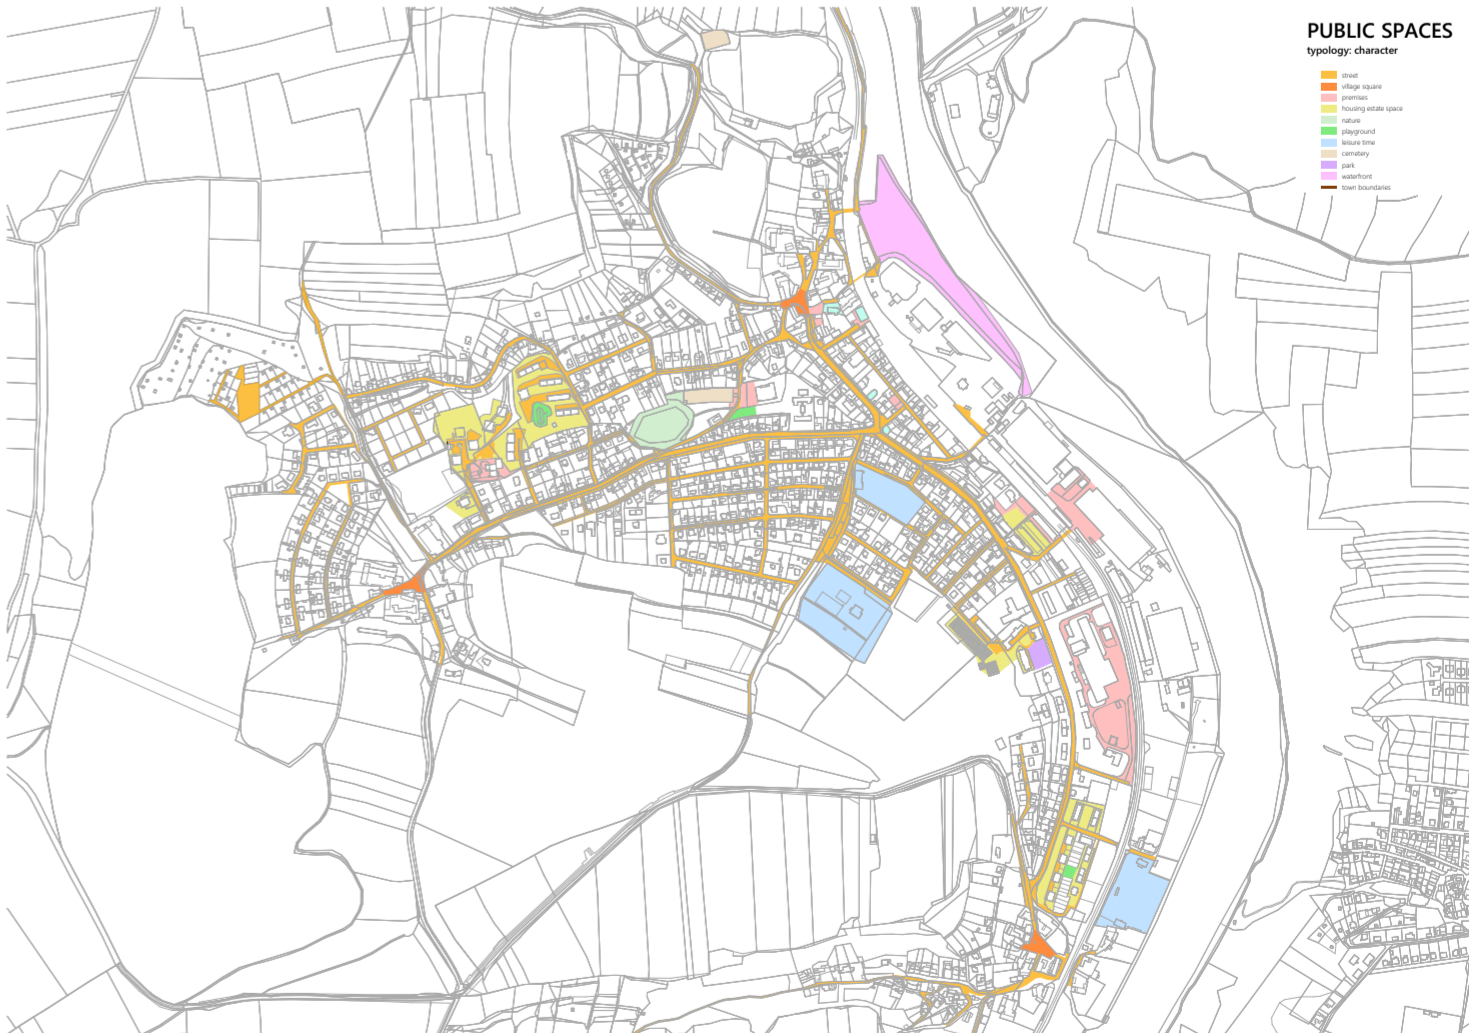 PUBLIC SPACES
typology: character
street
village square
premises
housing estate space
nature
playground
leisure time
cemetery
park
waterfront
town boundaries